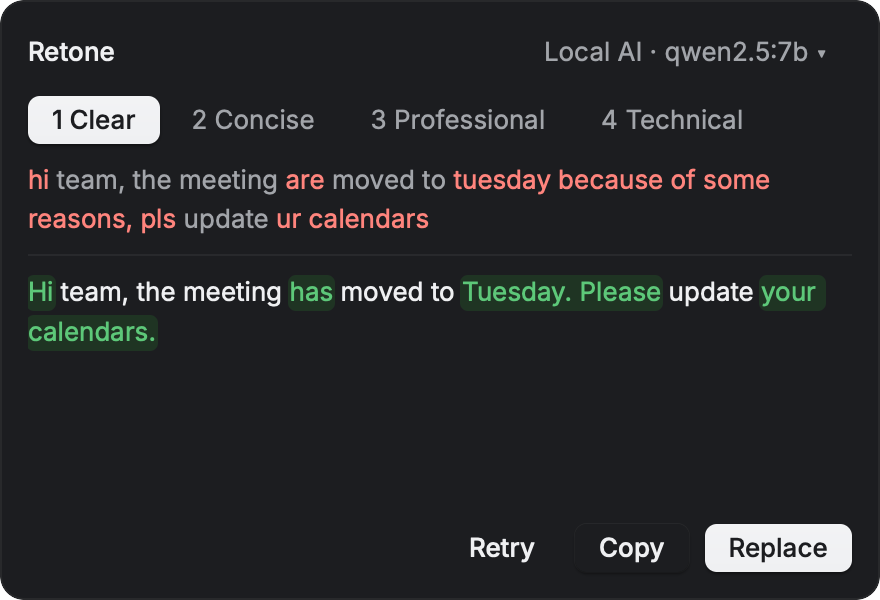 Retone
Local AI · qwen2.5:7b ▾
1 Clear 2 Concise 3 Professional 4 Technical
hi team, the meeting are moved to tuesday because of some
reasons, pls update ur calendars
Hi team, the meeting has moved to Tuesday. Please update your
calendars.
Retry Copy Replace